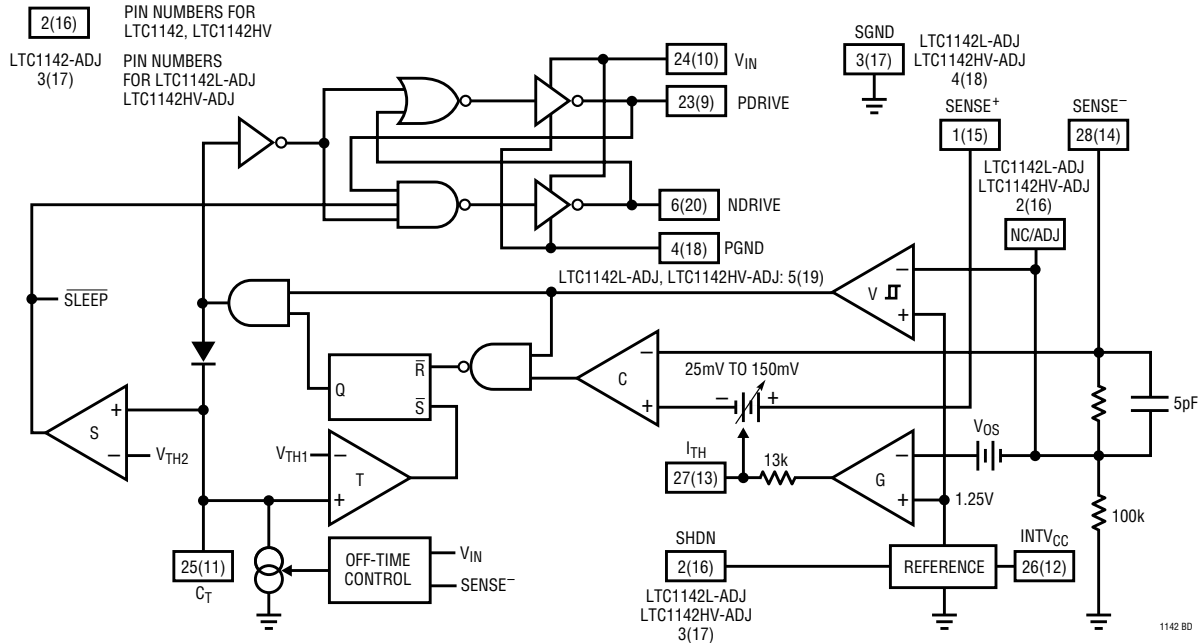 2(16)
PIN NUMBERS FOR
LTC1142, LTC1142HV
LTC1142-ADJ
3(17)
PIN NUMBERS
FOR LTC1142L-ADJ
LTC1142HV-ADJ
24(10)
VIN
23(9)
PDRIVE
6(20)
NDRIVE
4(18)
PGND
LTC1142L-ADJ, LTC1142HV-ADJ: 5(19)
SGND
3(17)
LTC1142L-ADJ
LTC1142HV-ADJ
4(18)
SENSE+
1(15)
SENSE–
28(14)
LTC1142L-ADJ
LTC1142HV-ADJ
2(16)
NC/ADJ
SLEEP
V
–
+
R
Q
S
C
–
+
25mV TO 150mV
–
+
5pF
S
+
–
VTH2
VTH1
–
T
+
ITH
27(13)
13k
G
–
+
VOS
1.25V
100k
25(11)
CT
OFF-TIME
CONTROL
VIN
SENSE–
SHDN
2(16)
LTC1142L-ADJ
LTC1142HV-ADJ
3(17)
REFERENCE
INTVCC
26(12)
1142 BD